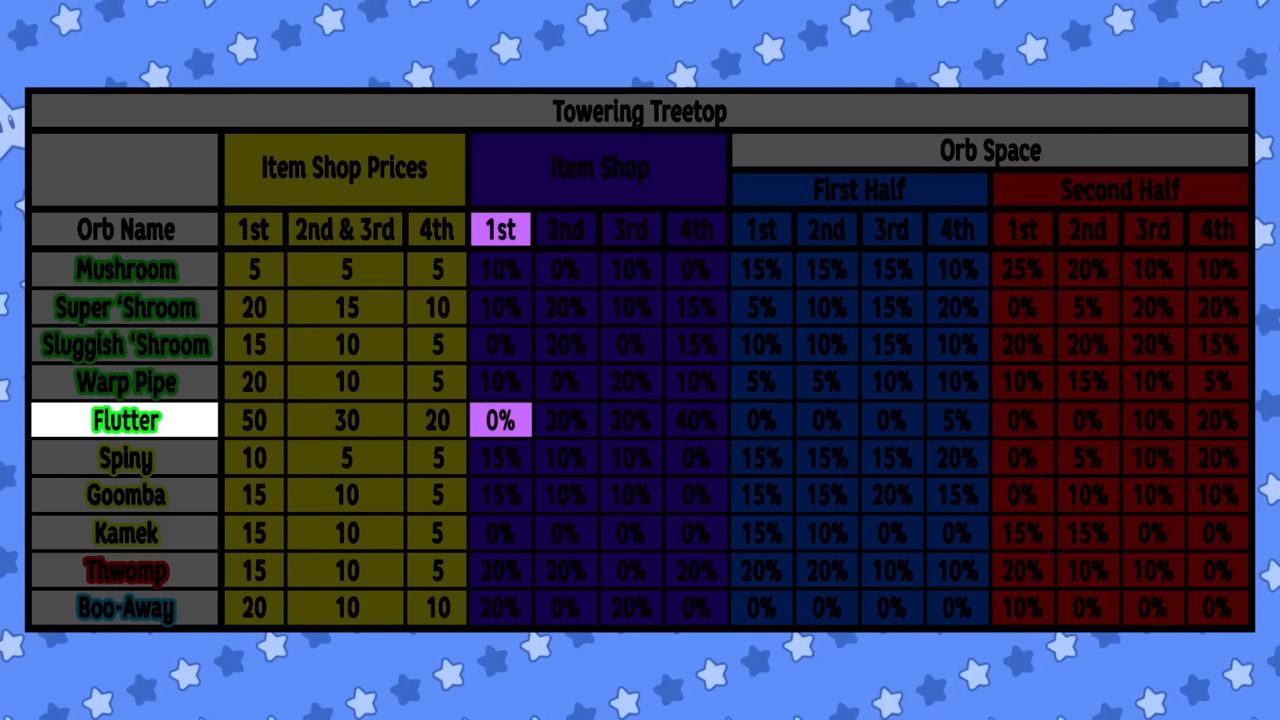 Towering Treetop
Item Shop Prices Item Shop Orb Space
First Half Second Half
Orb Name 1st 2nd & 3rd 4th 1st 2nd 3rd 4th 1st 2nd 3rd 4th 1st 2nd 3rd 4th
Mushroom 5 5 5 10% 0% 10% 0% 15% 15% 15% 10% 25% 20% 10% 10%
Super ‘Shroom 20 15 10 10% 20% 10% 15% 5% 10% 15% 20% 0% 5% 20% 20%
Sluggish ‘Shroom 15 10 5 0% 20% 0% 15% 10% 10% 15% 10% 20% 20% 20% 15%
Warp Pipe 20 10 5 10% 0% 20% 10% 5% 5% 10% 10% 10% 15% 10% 5%
Flutter 50 30 20 0% 20% 20% 40% 0% 0% 0% 5% 0% 0% 10% 20%
Spiny 10 5 5 15% 10% 10% 0% 15% 15% 15% 20% 0% 5% 10% 20%
Goomba 15 10 5 15% 10% 10% 0% 15% 15% 20% 15% 0% 10% 10% 10%
Kamek 15 10 5 0% 0% 0% 0% 15% 10% 0% 0% 15% 15% 0% 0%
Thwomp 15 10 5 20% 20% 0% 20% 20% 20% 10% 10% 20% 10% 10% 0%
Boo-Away 20 10 10 20% 0% 20% 0% 0% 0% 0% 0% 10% 0% 0% 0%